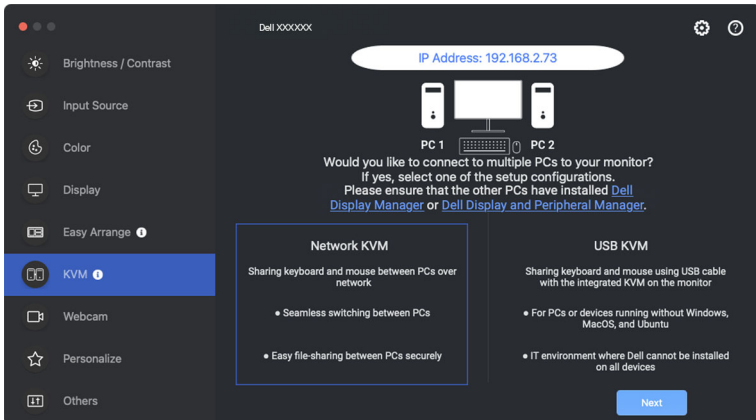 Dell XXXXXX
Brightness / Contrast
Input Source
Color
Display
Easy Arrange
KVM
Webcam
Personalize
Others
IP Address: 192.168.2.73
PC 1
PC 2
Would you like to connect to multiple PCs to your monitor?
If yes, select one of the setup configurations.
Please ensure that the other PCs have installed Dell
Display Manager or Dell Display and Peripheral Manager.
Network KVM
Sharing keyboard and mouse between PCs over
network
● Seamless switching between PCs
● Easy file-sharing between PCs securely
USB KVM
Sharing keyboard and mouse using USB cable
with the integrated KVM on the monitor
● For PCs or devices running without Windows,
MacOS, and Ubuntu
● IT environment where Dell cannot be installed
on all devices
Next